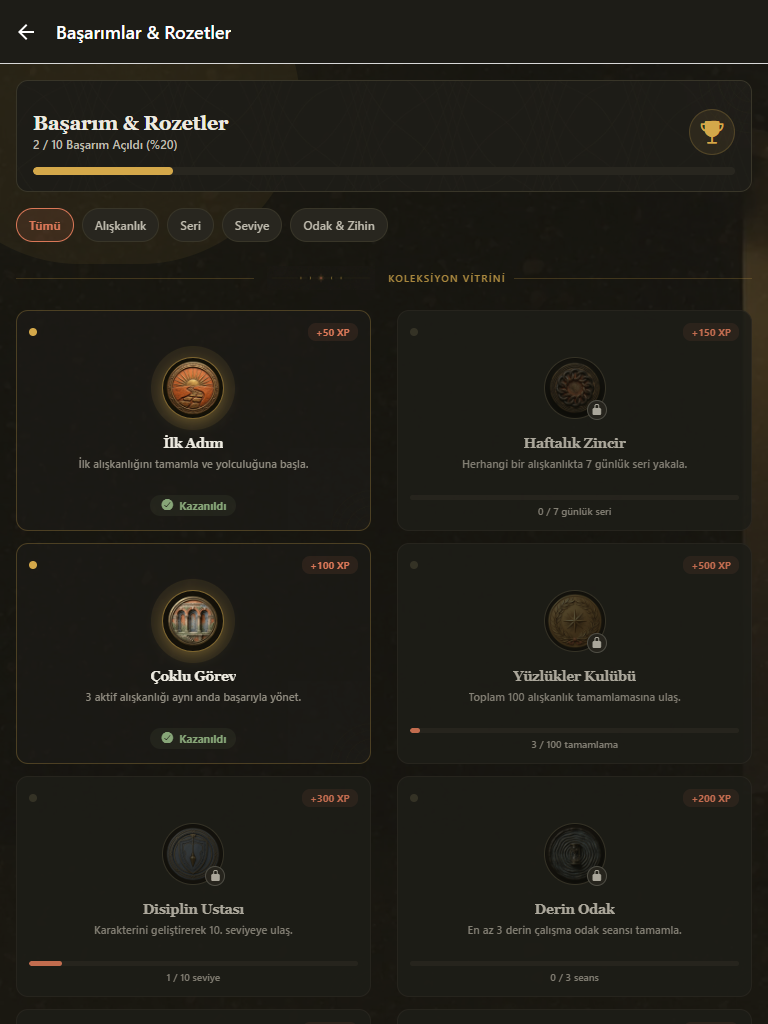 Başarımlar & Rozetler
Başarım & Rozetler
2 / 10 Başarım Açıldı (%20)
Tümü
Alışkanlık
Seri
Seviye
Odak & Zihin
KOLEKSİYON VİTRİNİ
+50 XP
İlk Adım
İlk alışkanlığını tamamla ve yolculuğuna başla.
Kazanıldı
+150 XP
Haftalık Zincir
Herhangi bir alışkanlıkta 7 günlük seri yakala.
0 / 7 günlük seri
+100 XP
Çoklu Görev
3 aktif alışkanlığı aynı anda başarıyla yönet.
Kazanıldı
+500 XP
Yüzlükler Kulübü
Toplam 100 alışkanlık tamamlamasına ulaş.
3 / 100 tamamlama
+300 XP
Disiplin Ustası
Karakterini geliştirerek 10. seviyeye ulaş.
1 / 10 seviye
+200 XP
Derin Odak
En az 3 derin çalışma odak seansı tamamla.
0 / 3 seans